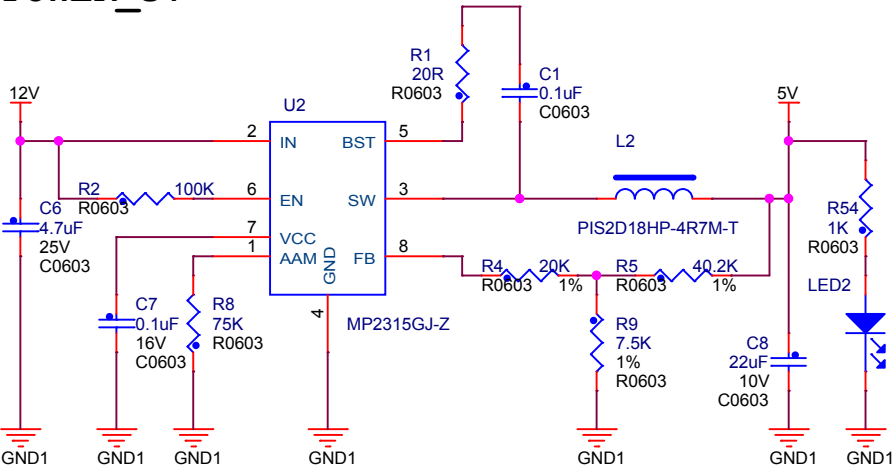 12V
5V
U2
2
IN
BST
5
6
EN
SW
3
7
VCC
1
AAM
GND
FB
8
4
MP2315GJ-Z
R1
20R
R0603
C1
0.1uF
C0603
L2
PIS2D18HP-4R7M-T
R2
100K
R0603
C6
4.7uF
25V
C0603
C7
0.1uF
16V
C0603
R8
75K
R0603
R4
20K
R0603
1%
R5
40.2K
R0603
1%
R9
7.5K
1%
R0603
C8
22uF
10V
C0603
R54
1K
R0603
LED2
GND1
GND1
GND1
GND1
GND1
GND1
GND1